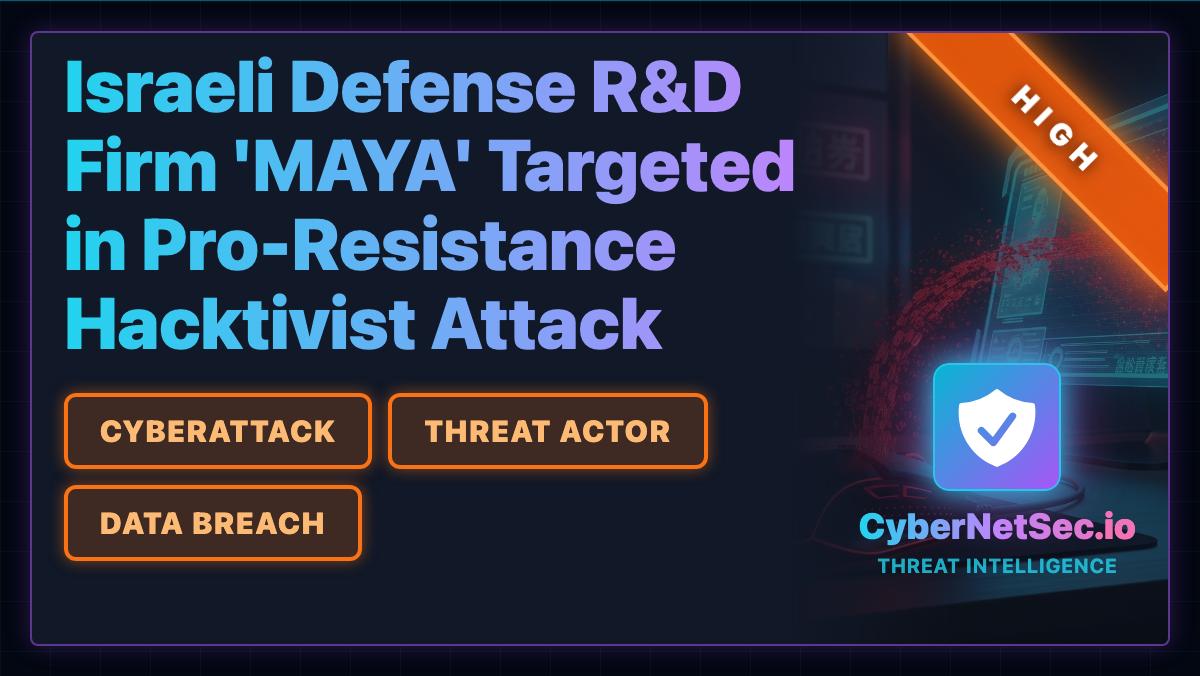 Israeli Defense R&D
Firm 'MAYA' Targeted
in Pro-Resistance
Hacktivist Attack
HIGH
CYBERATTACK
THREAT ACTOR
DATA BREACH
CyberNetSec.io
THREAT INTELLIGENCE